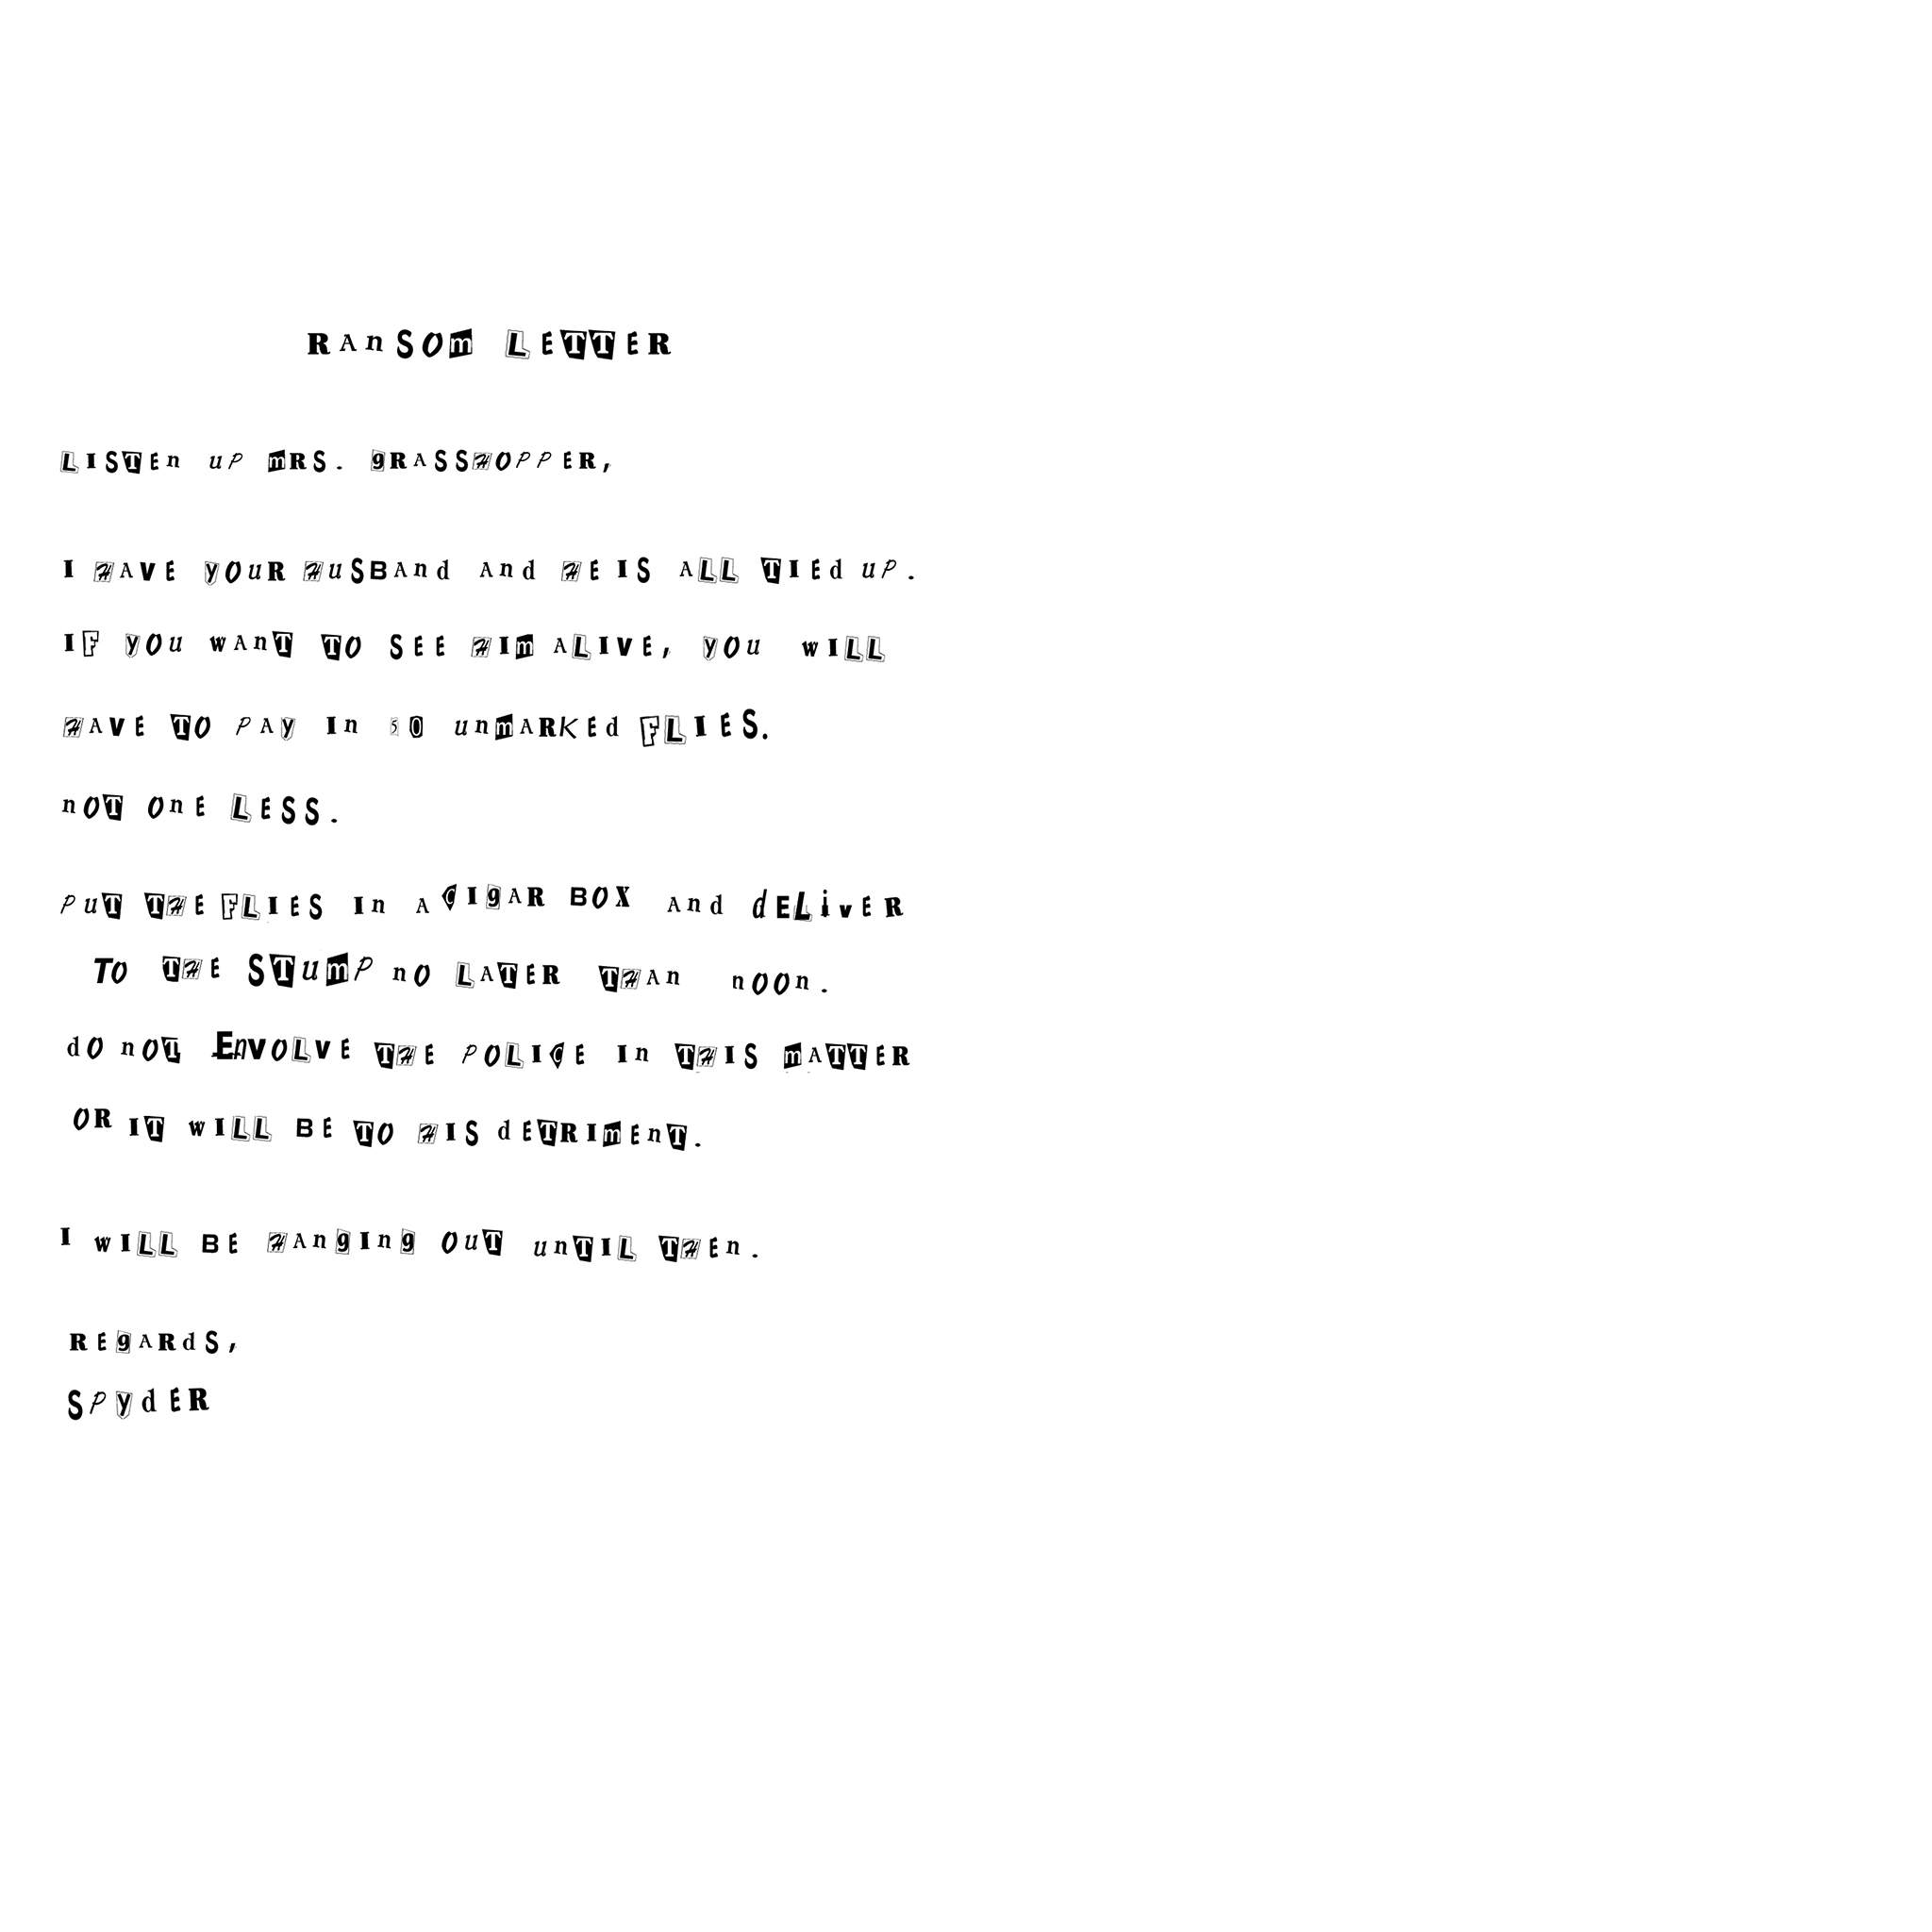 RAnSOm LETTER
LISTEn uP mRS. gRASSHOPPER,
I HAVE yOuR HuSBAnd And HE IS ALL TIEd uP.
IF yOu wAnT TO SEE HIm ALIVE, yOu wILL
HAVE TO PAy In 50 unmARKEd FLIES.
nOT OnE LESS.
PuT THE FLIES In A CIgAR BOX And dELivER
TO THE STumP nO LATER THAn nOOn.
dO nOT EnVOLVE THE POLICE In THIS mATTER
OR IT wILL BE TO HIS dETRImEnT.
I wILL BE HAngIng OuT unTIL THEn.
REgARdS,
SPydER